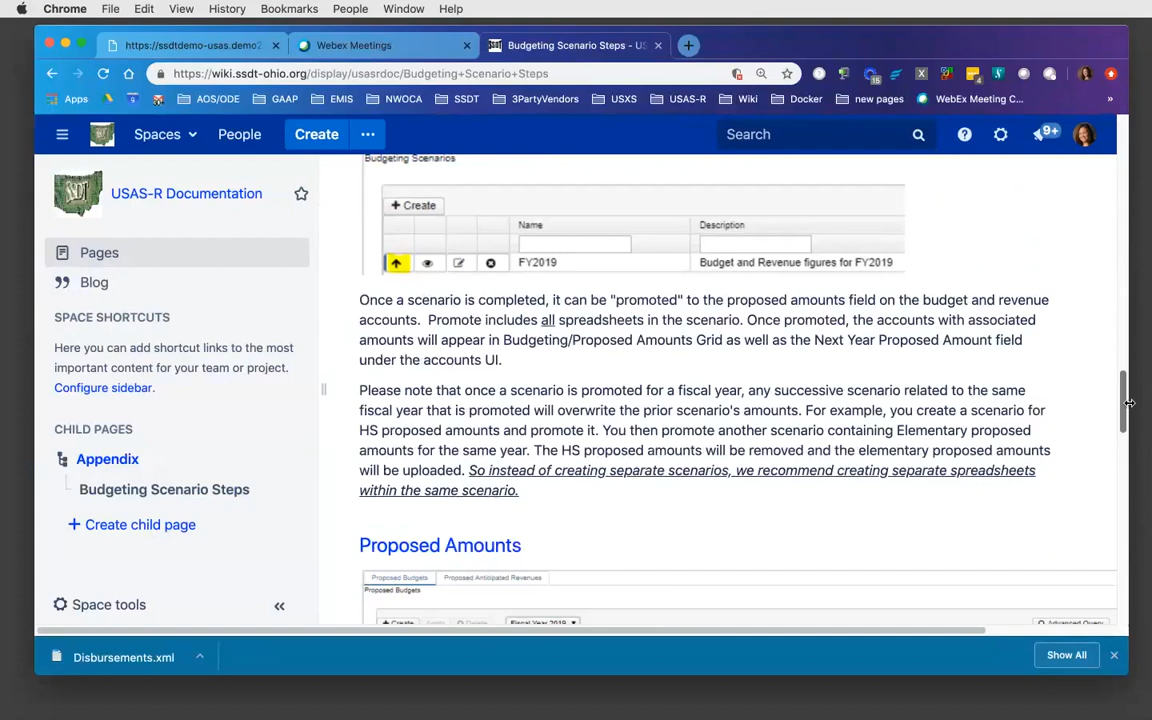 Chrome File Edit View History Bookmarks People Window Help
https://ssdtdemo-usas.demo2 Webex Meetings Budgeting Scenario Steps - US
https://wiki.ssdt-ohio.org/display/usasrdoc/Budgeting+Scenario+Steps
Apps AOS/ODE GAAP EMIS NWOCA SSDT 3PartyVendors USXS USAS-R Wiki Docker new pages WebEx Meeting C... »
Spaces People Create ... Search 9+
SSDT USAS-R Documentation
Pages
Blog
SPACE SHORTCUTS
Here you can add shortcut links to the most
important content for your team or project.
Configure sidebar.
CHILD PAGES
Appendix
Budgeting Scenario Steps
+ Create child page
Space tools «
Budgeting Scenarios
+ Create
Name Description
FY2019 Budget and Revenue figures for FY2019
Once a scenario is completed, it can be "promoted" to the proposed amounts field on the budget and revenue
accounts. Promote includes all spreadsheets in the scenario. Once promoted, the accounts with associated
amounts will appear in Budgeting/Proposed Amounts Grid as well as the Next Year Proposed Amount field
under the accounts UI.
Please note that once a scenario is promoted for a fiscal year, any successive scenario related to the same
fiscal year that is promoted will overwrite the prior scenario's amounts. For example, you create a scenario for
HS proposed amounts and promote it. You then promote another scenario containing Elementary proposed
amounts for the same year. The HS proposed amounts will be removed and the elementary proposed amounts
will be uploaded. So instead of creating separate scenarios, we recommend creating separate spreadsheets
within the same scenario.
Proposed Amounts
Proposed Budgets Proposed Anticipated Revenues
Proposed Budgets
+ Create Delete Fiscal Year 2019 Advanced Query
Disbursements.xml Show All